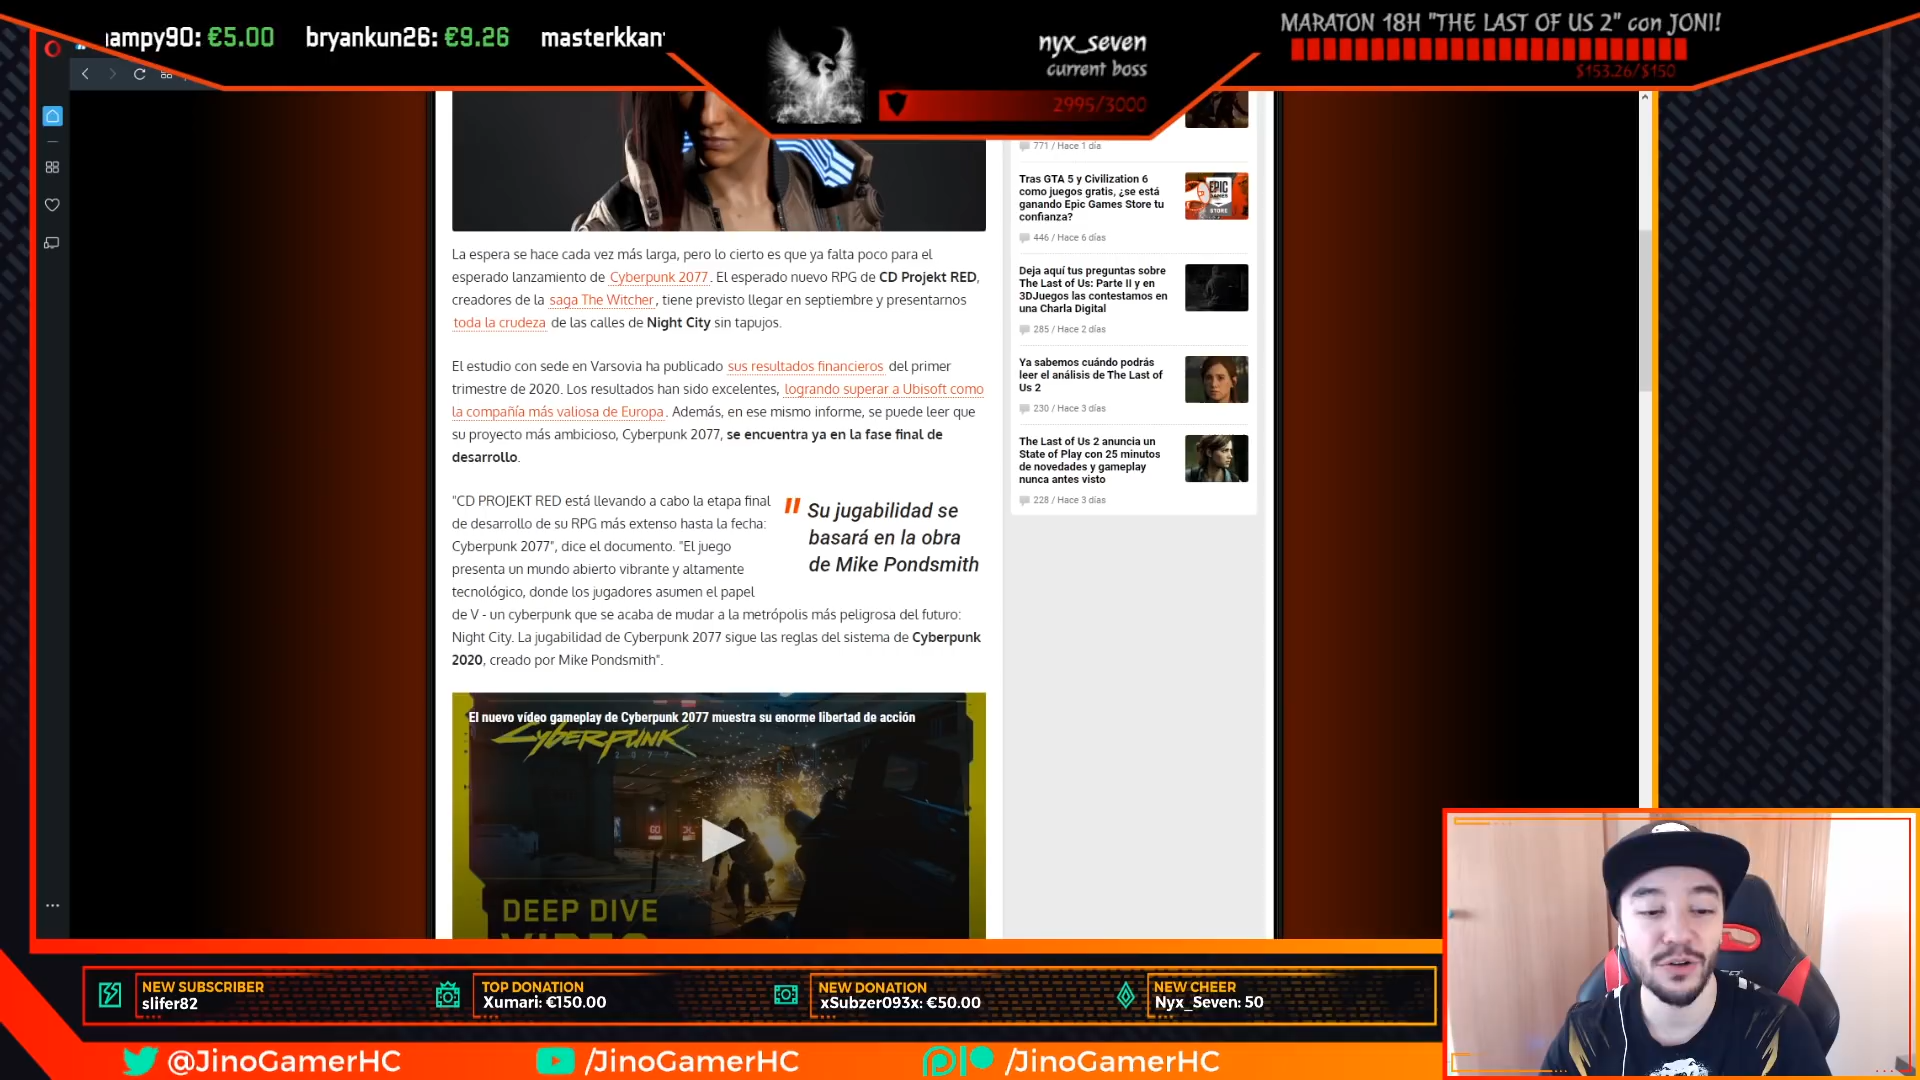 ampy90: €5.00 bryankun26: €9.26 masterkkan
nyx_seven
current boss
2995/3000
MARATON 18H "THE LAST OF US 2" con JONI!
$153.26/$150
La espera se hace cada vez más larga, pero lo cierto es que ya falta poco para el
esperado lanzamiento de Cyberpunk 2077. El esperado nuevo RPG de CD Projekt RED,
creadores de la saga The Witcher, tiene previsto llegar en septiembre y presentarnos
toda la crudeza de las calles de Night City sin tapujos.
El estudio con sede en Varsovia ha publicado sus resultados financieros del primer
trimestre de 2020. Los resultados han sido excelentes, logrando superar a Ubisoft como
la compañía más valiosa de Europa. Además, en ese mismo informe, se puede leer que
su proyecto más ambicioso, Cyberpunk 2077, se encuentra ya en la fase final de
desarrollo.
"CD PROJEKT RED está llevando a cabo la etapa final
de desarrollo de su RPG más extenso hasta la fecha:
Cyberpunk 2077", dice el documento. "El juego
presenta un mundo abierto vibrante y altamente
tecnológico, donde los jugadores asumen el papel
de V - un cyberpunk que se acaba de mudar a la metrópolis más peligrosa del futuro:
Night City. La jugabilidad de Cyberpunk 2077 sigue las reglas del sistema de Cyberpunk
2020, creado por Mike Pondsmith".
" Su jugabilidad se
basará en la obra
de Mike Pondsmith
El nuevo vídeo gameplay de Cyberpunk 2077 muestra su enorme libertad de acción
CYBERPUNK
2077
DEEP DIVE
VIDEO
771 / Hace 1 día
Tras GTA 5 y Civilization 6
como juegos gratis, ¿se está
ganando Epic Games Store tu
confianza?
EPIC
GAMES
STORE
446 / Hace 6 días
Deja aquí tus preguntas sobre
The Last of Us: Parte II y en
3DJuegos las contestamos en
una Charla Digital
285 / Hace 2 días
Ya sabemos cuándo podrás
leer el análisis de The Last of
Us 2
230 / Hace 3 días
The Last of Us 2 anuncia un
State of Play con 25 minutos
de novedades y gameplay
nunca antes visto
228 / Hace 3 días
NEW SUBSCRIBER
slifer82
TOP DONATION
Xumari: €150.00
NEW DONATION
xSubzer093x: €50.00
NEW CHEER
Nyx_Seven: 50
@JinoGamerHC
/JinoGamerHC
/JinoGamerHC